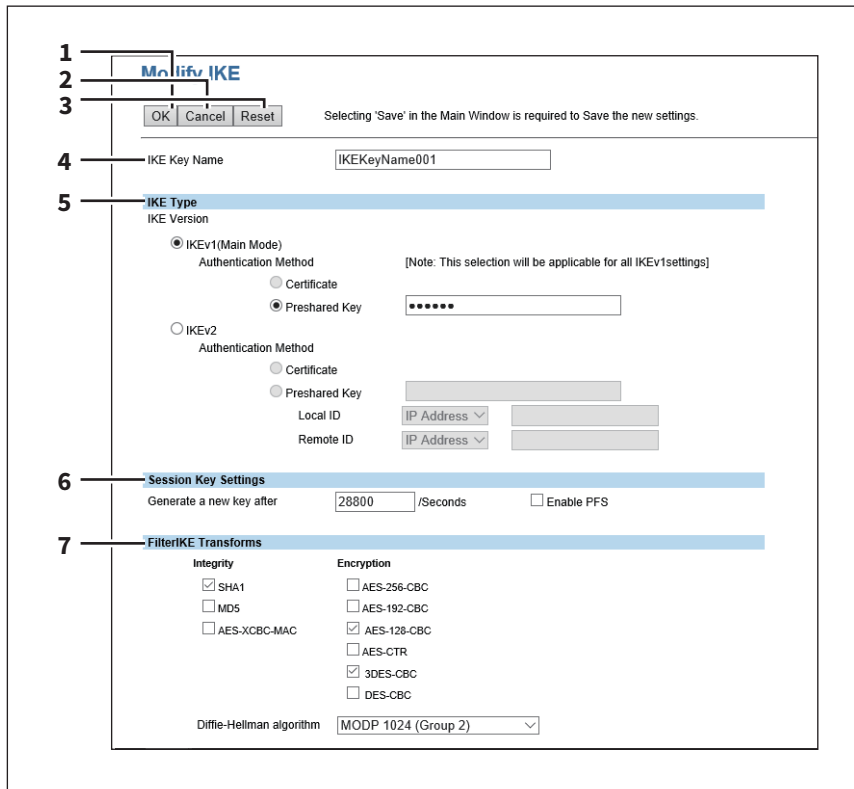 1
Modify IKE
2
3
OK Cancel Reset Selecting 'Save' in the Main Window is required to Save the new settings.
4 IKE Key Name IKEKeyName001
5 IKE Type
IKE Version
IKEv1(Main Mode)
Authentication Method [Note: This selection will be applicable for all IKEv1settings]
Certificate
Preshared Key ●●●●●●
IKEv2
Authentication Method
Certificate
Preshared Key
Local ID IP Address
Remote ID IP Address
6 Session Key Settings
Generate a new key after 28800 /Seconds Enable PFS
7 FilterIKE Transforms
Integrity Encryption
SHA1 AES-256-CBC
MD5 AES-192-CBC
AES-XCBC-MAC AES-128-CBC
AES-CTR
3DES-CBC
DES-CBC
Diffie-Hellman algorithm MODP 1024 (Group 2)